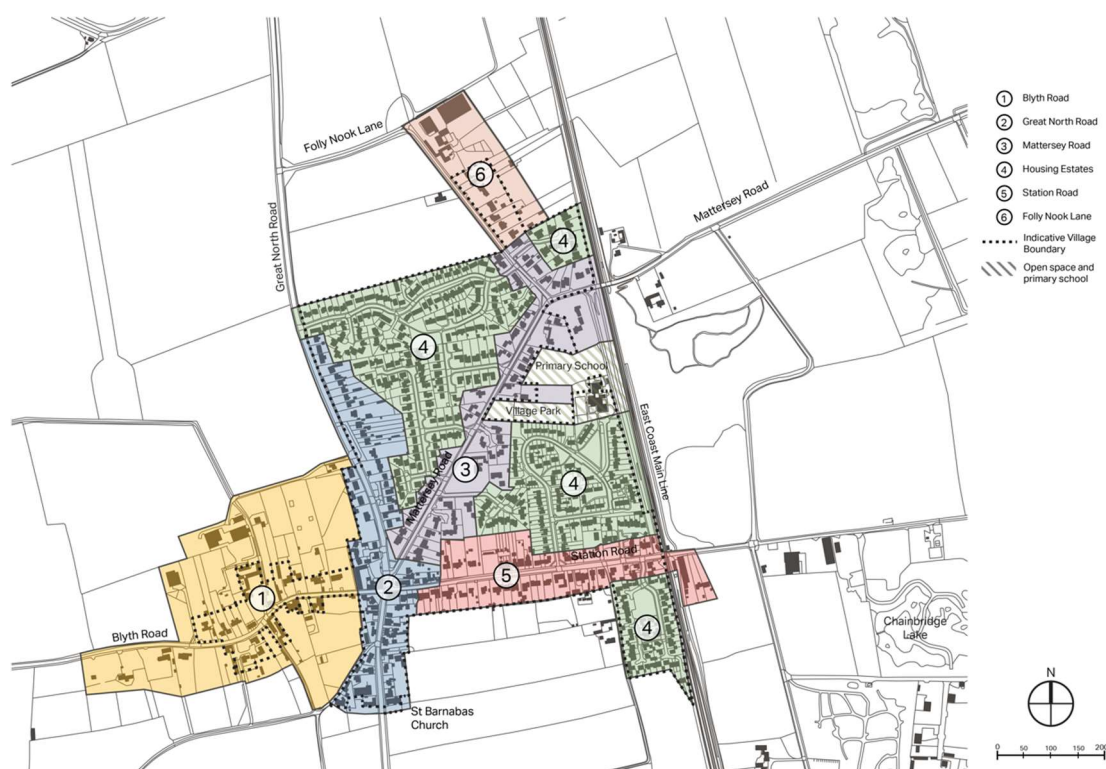 Folly Nook Lane
Great North Road
Mattersey Road
6
4
4
Primary School
Village Park
East Coast Main Line
Mattersey Road
3
4
Station Road
5
2
1
4
Blyth Road
St Barnabas
Church
Chainbridge
Lake
1 Blyth Road
2 Great North Road
3 Mattersey Road
4 Housing Estates
5 Station Road
6 Folly Nook Lane
Indicative Village
Boundary
Open space and
primary school
N
0 50 100 150 200